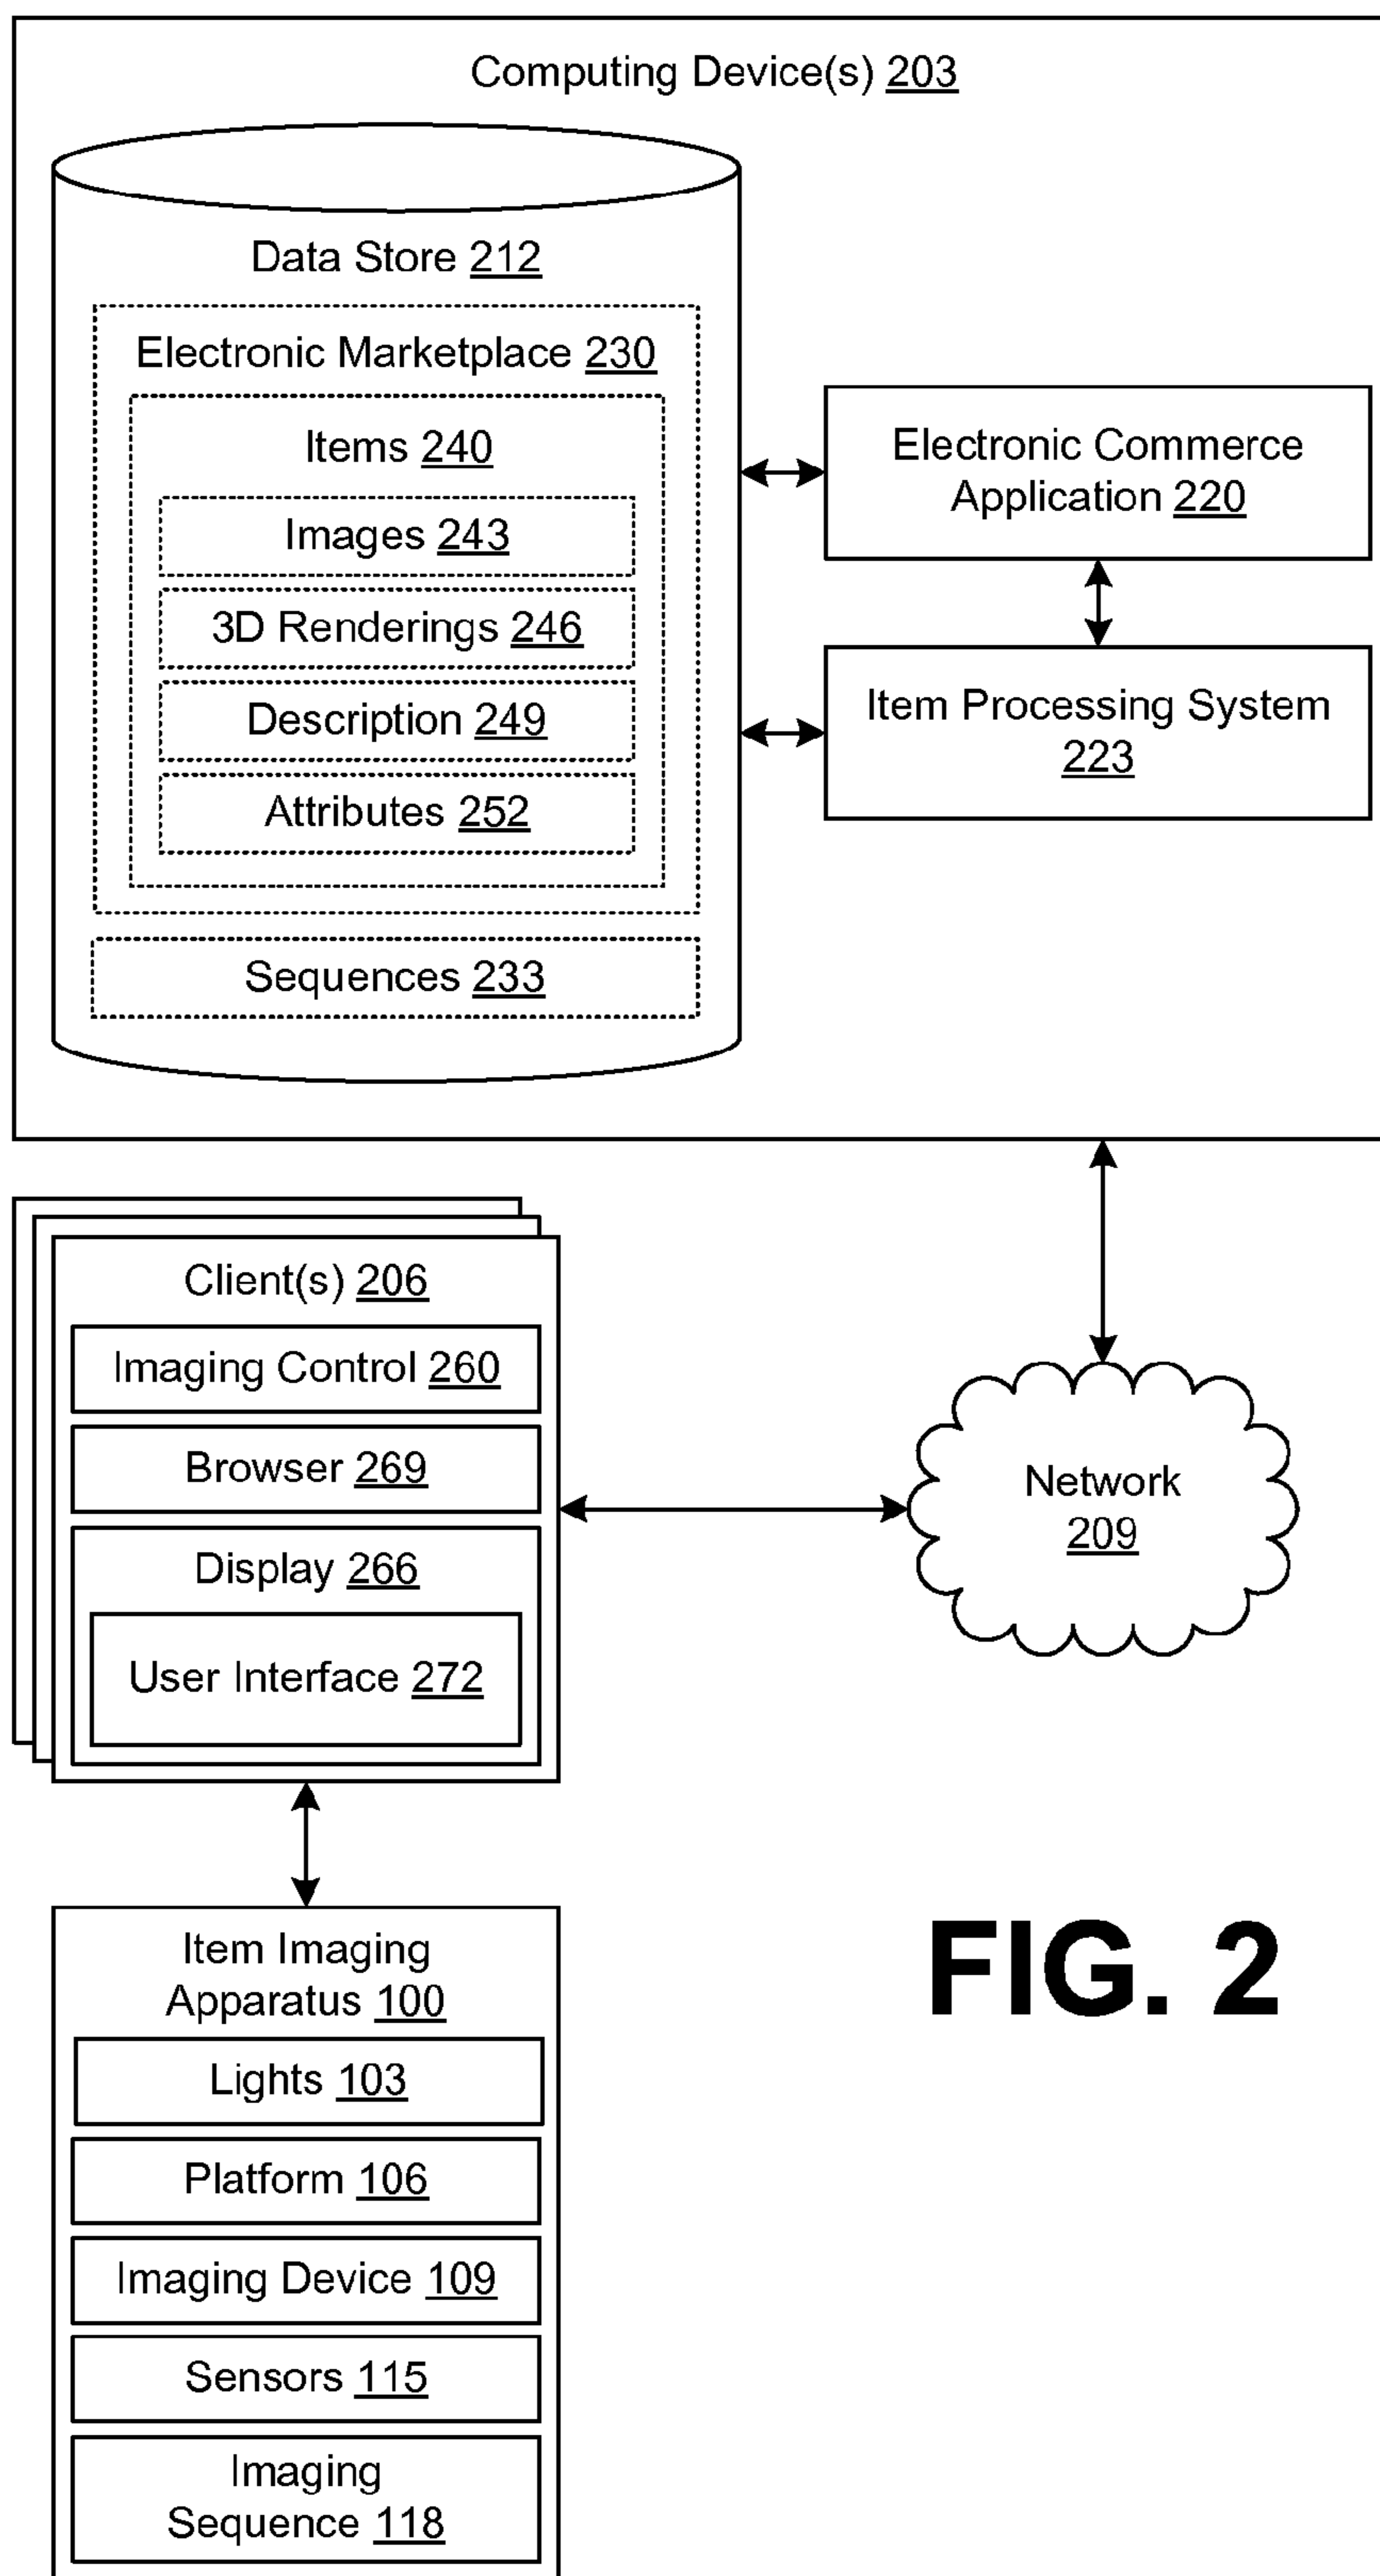 Computing Device(s) 203
Data Store 212
Electronic Marketplace 230
Items 240
Images 243
3D Renderings 246
Description 249
Attributes 252
Sequences 233
Electronic Commerce
Application 220
Item Processing System
223
Client(s) 206
Imaging Control 260
Browser 269
Display 266
User Interface 272
Network
209
Item Imaging
Apparatus 100
Lights 103
Platform 106
Imaging Device 109
Sensors 115
Imaging
Sequence 118
FIG. 2